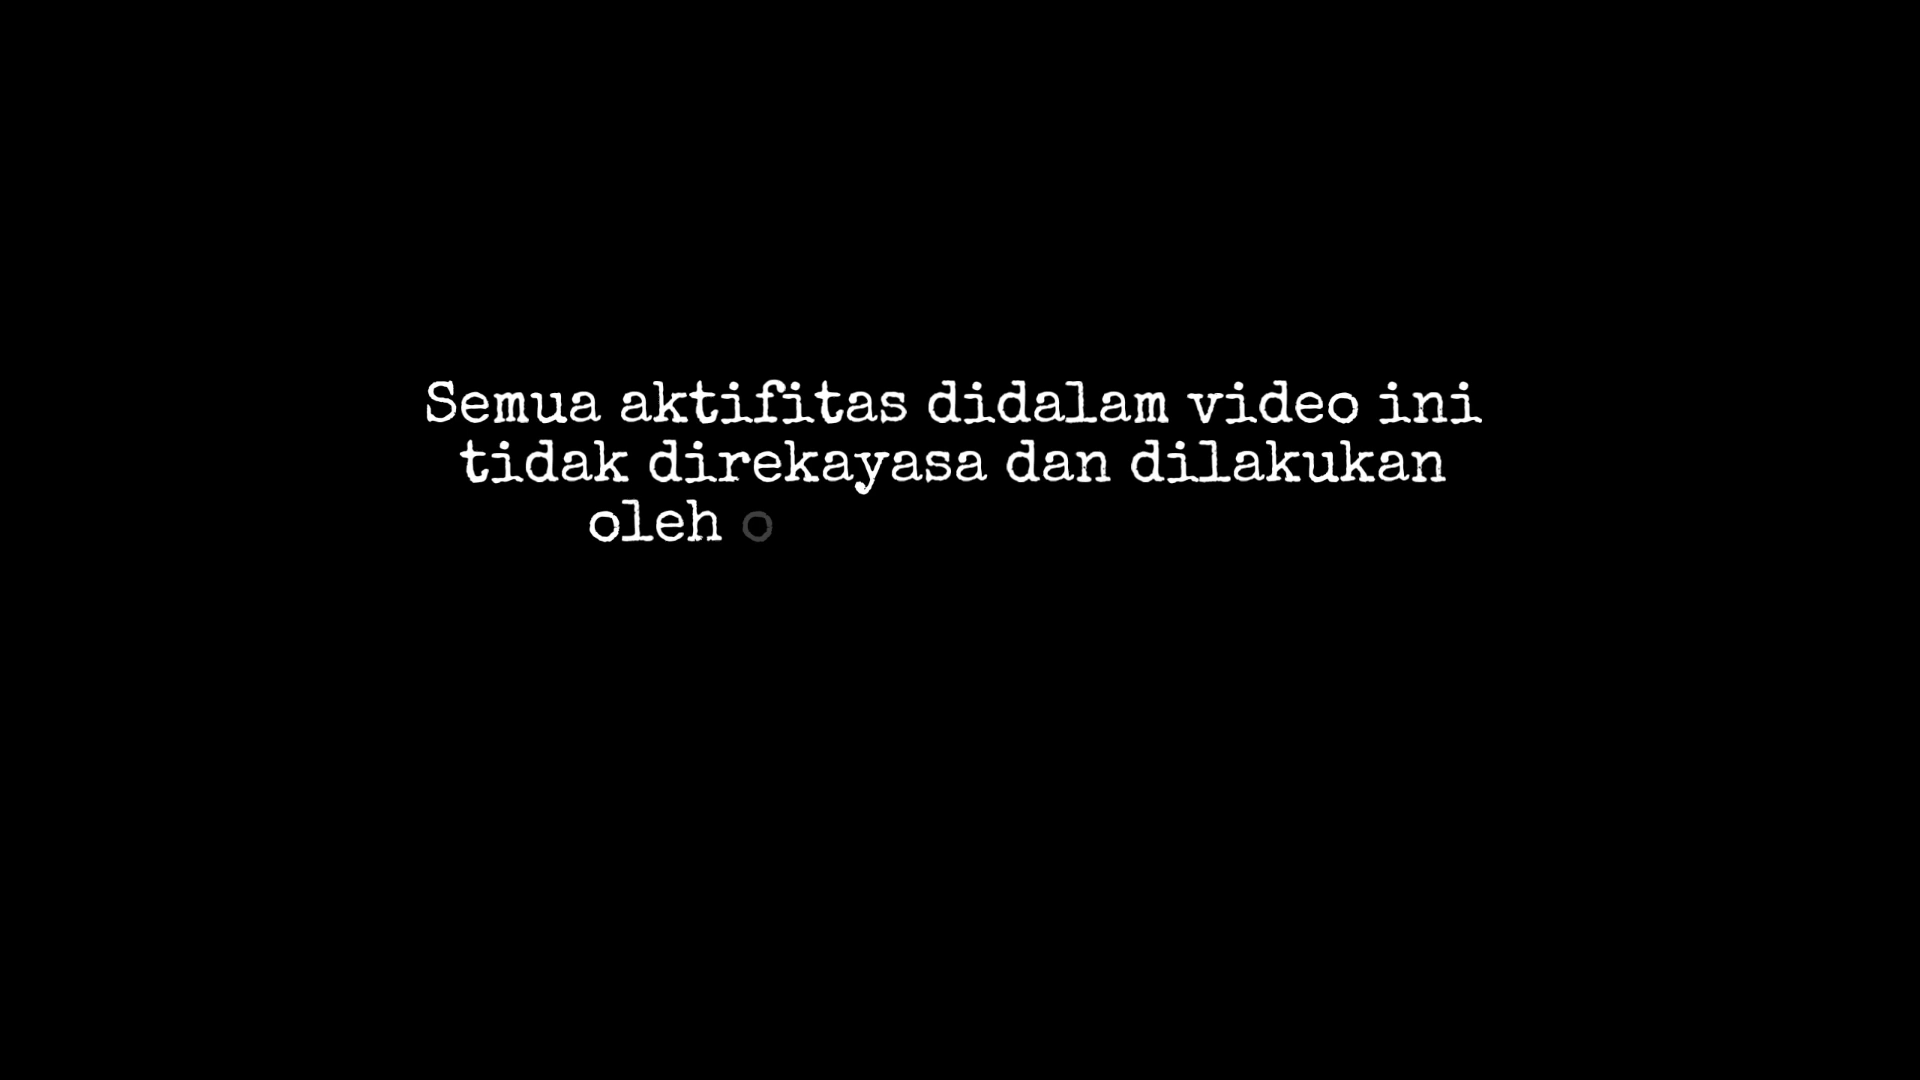 Semua aktifitas didalam video ini
tidak direkayasa dan dilakukan
oleh o